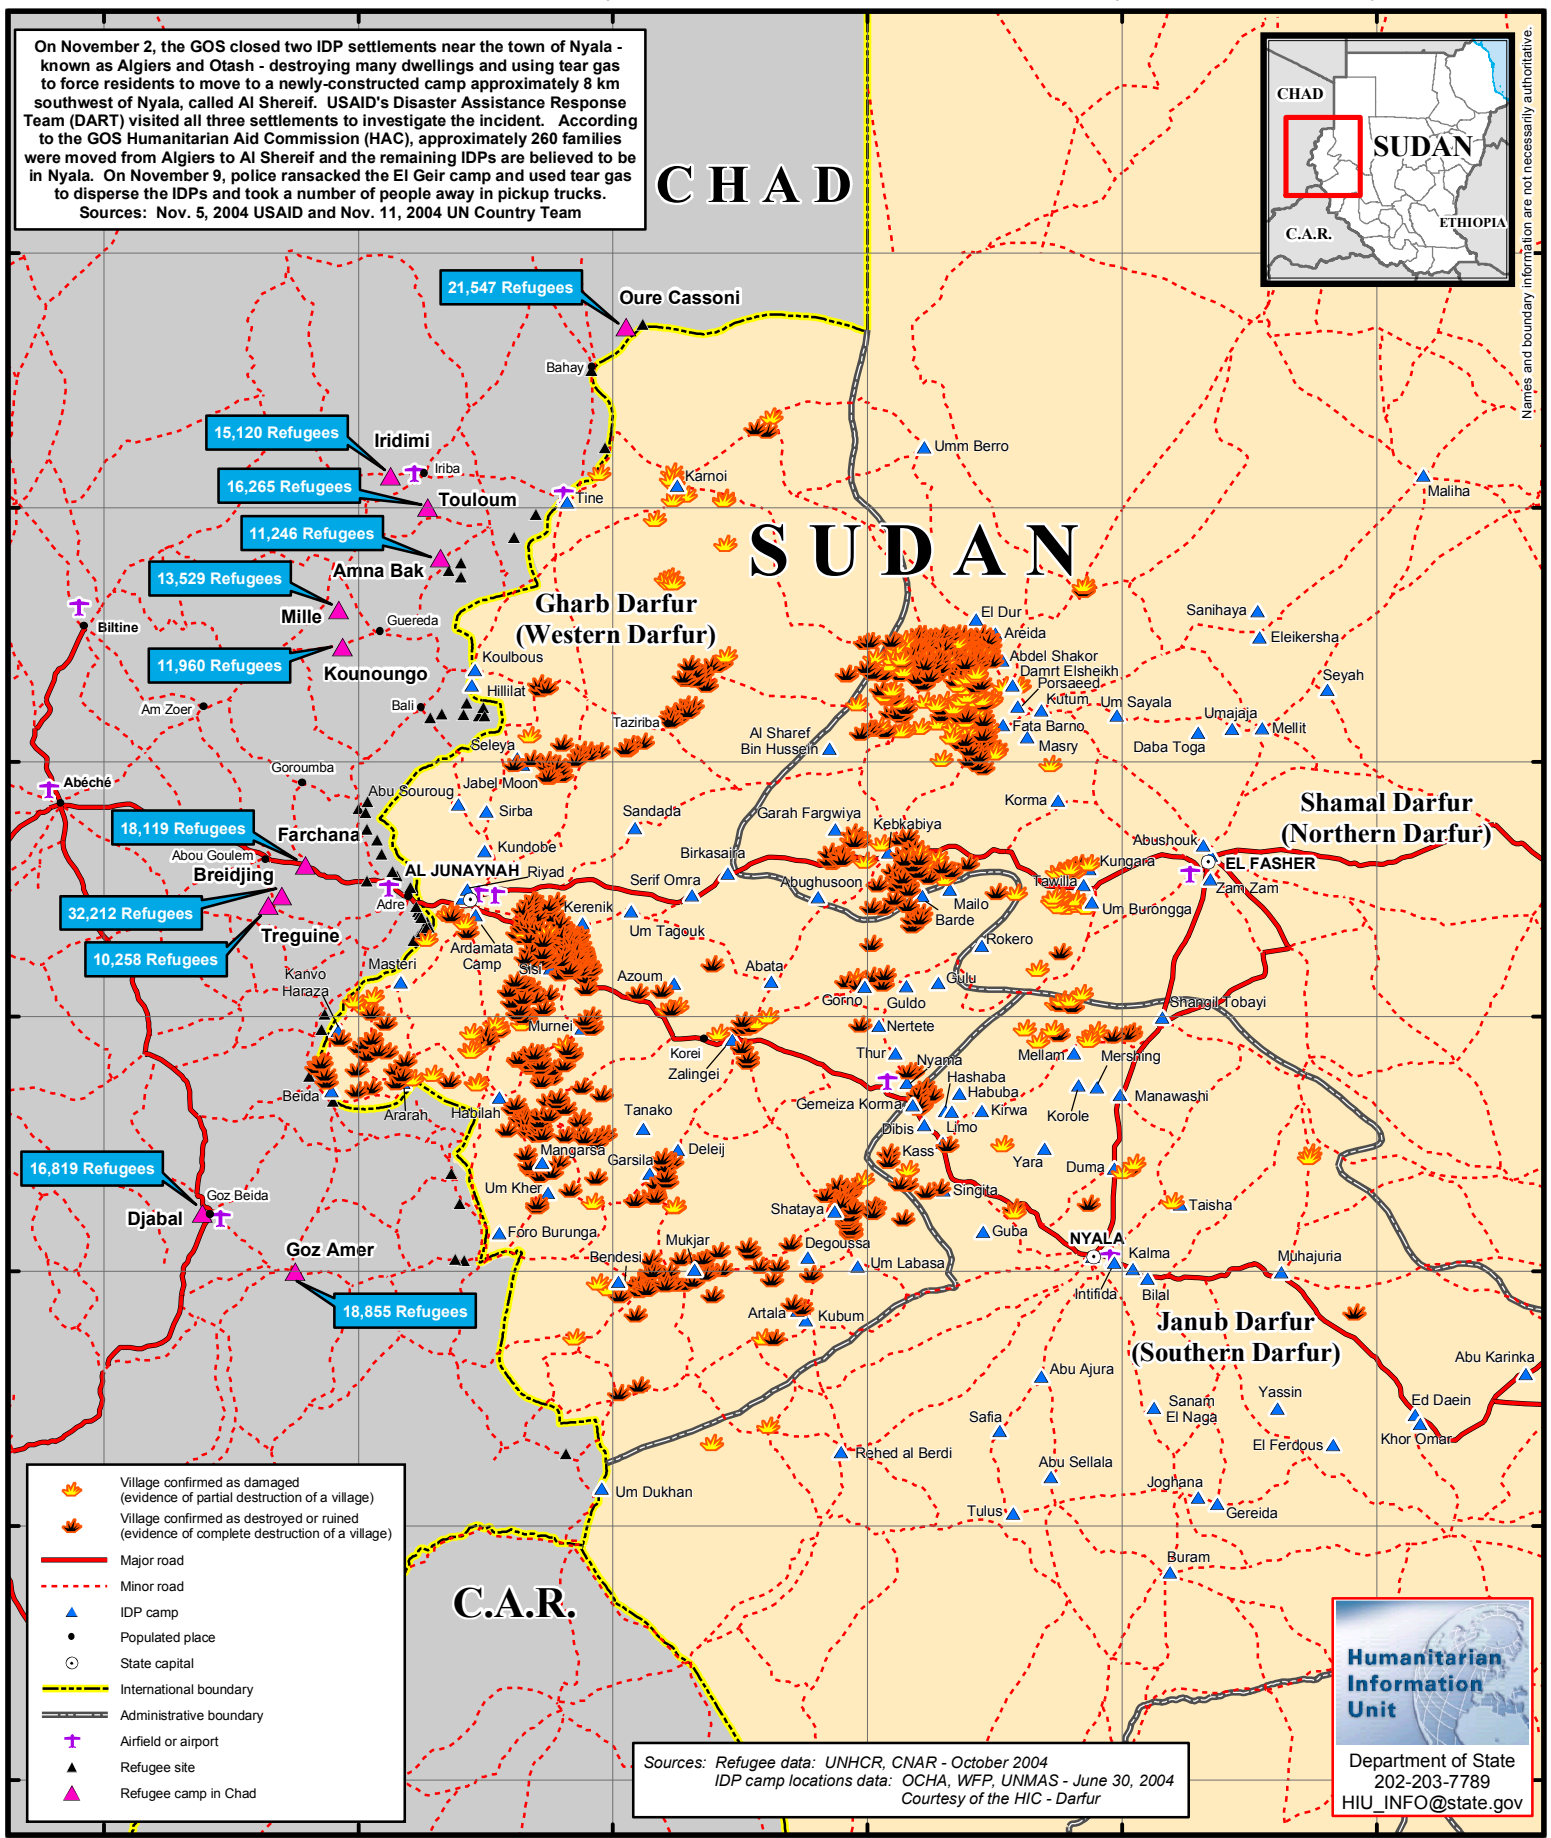 On November 2, the GOS closed two IDP settlements near the town of Nyala -
known as Algiers and Otash - destroying many dwellings and using tear gas
to force residents to move to a newly-constructed camp approximately 8 km
southwest of Nyala, called Al Shereif. USAID's Disaster Assistance Response
Team (DART) visited all three settlements to investigate the incident. According
to the GOS Humanitarian Aid Commission (HAC), approximately 260 families
were moved from Algiers to Al Shereif and the remaining IDPs are believed to be
in Nyala. On November 9, police ransacked the El Geir camp and used tear gas
to disperse the IDPs and took a number of people away in pickup trucks.
Sources: Nov. 5, 2004 USAID and Nov. 11, 2004 UN Country Team
CHAD
CHAD
SUDAN
ETHIOPIA
C.A.R.
Names and boundary information are not necessarily authoritative.
21,547 Refugees
Oure Cassoni
Bahay
15,120 Refugees
Iridimi
Iriba
16,265 Refugees
Touloum
11,246 Refugees
Amna Bak
13,529 Refugees
Mille
Guereda
11,960 Refugees
Kounoungo
Biltine
Am Zoer
Bali
Goroumba
Abéché
18,119 Refugees
Farchana
Abou Goulem
Breidjing
32,212 Refugees
Treguine
10,258 Refugees
Adre
16,819 Refugees
Goz Beida
Djabal
Goz Amer
18,855 Refugees
SUDAN
Umm Berro
Karnoi
Tine
Maliha
Gharb Darfur
(Western Darfur)
Koulbous
Hillilat
Taziriba
Seleya
Jabel Moon
Abu Souroug
Sirba
Kundobe
AL JUNAYNAH
Riyad
Ardamata
Camp
Masteri
Kanvo
Haraza
Beida
Ararah
Habilah
El Dur
Areida
Abdel Shakor
Damrt Elsheikh
Porsaeed
Kutum
Fata Barno
Masry
Um Sayala
Sanihaya
Eleikersha
Seyah
Umajaja
Mellit
Daba Toga
Al Sharef
Bin Hussein
Korma
Shamal Darfur
(Northern Darfur)
Sandada
Garah Fargwiya
Kebkabiya
Abushouk
EL FASHER
Zam Zam
Birkasaira
Serif Omra
Abughusoon
Kungara
Tawilla
Um Burongga
Mailo
Barde
Rokero
Kerenik
Um Tagouk
Sisi
Azoum
Abata
Gorno
Guldo
Gulu
Shangil Tobayi
Murnei
Korei
Zalingei
Nertete
Thur
Nyama
Mellam
Mershing
Hashaba
Habuba
Korole
Manawashi
Gemeiza Korma
Kirwa
Limo
Dibis
Tanako
Mangarsa
Garsila
Deleij
Kass
Yara
Duma
Um Kher
Singita
Taisha
Shataya
Guba
Foro Burunga
Mukjar
Degoussa
NYALA
Kalma
Muhajuria
Bendesi
Um Labasa
Intifida
Bilal
Artala
Kubum
Janub Darfur
(Southern Darfur)
Abu Ajura
Abu Karinka
Sanam
El Naga
Yassin
Ed Daein
Safia
El Ferdous
Khor Omar
Rehed al Berdi
Abu Sellala
Um Dukhan
Joghana
Tulus
Gereida
Buram
C.A.R.
Village confirmed as damaged
(evidence of partial destruction of a village)
Village confirmed as destroyed or ruined
(evidence of complete destruction of a village)
Major road
Minor road
IDP camp
Populated place
State capital
International boundary
Administrative boundary
Airfield or airport
Refugee site
Refugee camp in Chad
Sources: Refugee data: UNHCR, CNAR - October 2004
IDP camp locations data: OCHA, WFP, UNMAS - June 30, 2004
Courtesy of the HIC - Darfur
Humanitarian
Information
Unit
Department of State
202-203-7789
HIU_INFO@state.gov